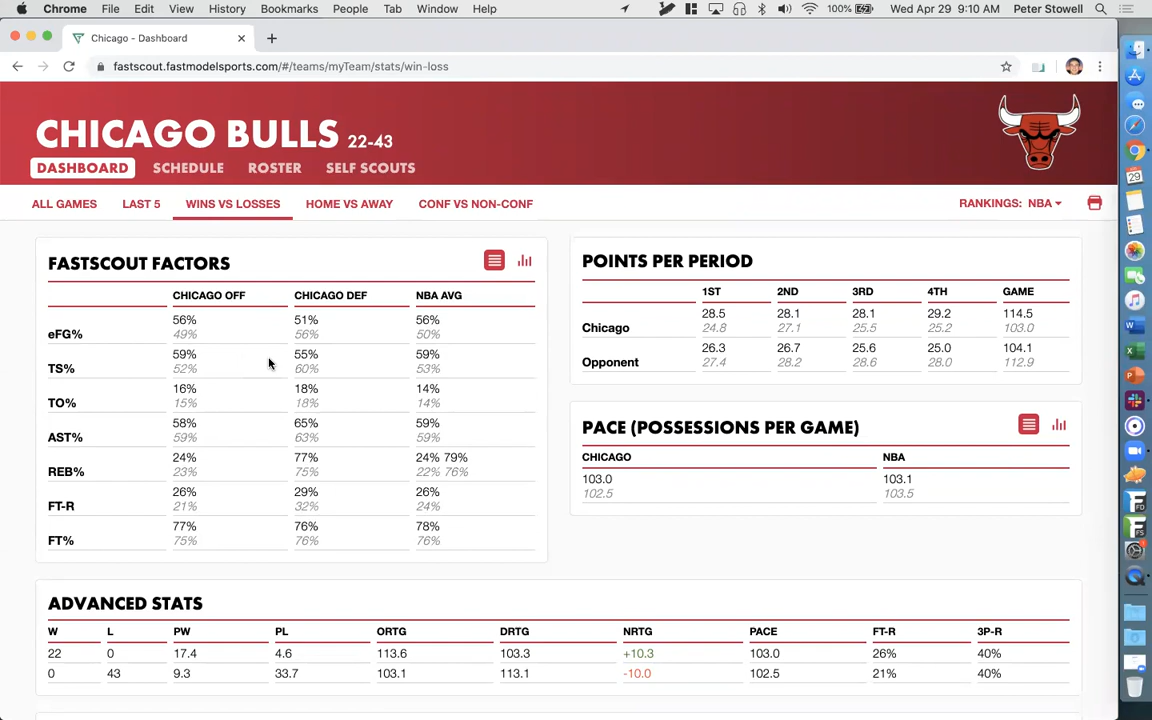 Chrome File Edit View History Bookmarks People Tab Window Help 100% Wed Apr 29 9:10 AM Peter Stowell
Chicago - Dashboard
fastscout.fastmodelsports.com/#/teams/myTeam/stats/win-loss
CHICAGO BULLS 22-43
DASHBOARD SCHEDULE ROSTER SELF SCOUTS
ALL GAMES LAST 5 WINS VS LOSSES HOME VS AWAY CONF VS NON-CONF RANKINGS: NBA
FASTSCOUT FACTORS
CHICAGO OFF CHICAGO DEF NBA AVG
56% 51% 56%
eFG% 49% 56% 50%
59% 55% 59%
TS% 52% 60% 53%
16% 18% 14%
TO% 15% 18% 14%
58% 65% 59%
AST% 59% 63% 59%
24% 77% 24% 79%
REB% 23% 75% 22% 76%
26% 29% 26%
FT-R 21% 32% 24%
77% 76% 78%
FT% 75% 76% 76%
POINTS PER PERIOD
1ST 2ND 3RD 4TH GAME
28.5 28.1 28.1 29.2 114.5
Chicago 24.8 27.1 25.5 25.2 103.0
26.3 26.7 25.6 25.0 104.1
Opponent 27.4 28.2 28.6 28.0 112.9
PACE (POSSESSIONS PER GAME)
CHICAGO NBA
103.0 103.1
102.5 103.5
ADVANCED STATS
W L PW PL ORTG DRTG NRTG PACE FT-R 3P-R
22 0 17.4 4.6 113.6 103.3 +10.3 103.0 26% 40%
0 43 9.3 33.7 103.1 113.1 -10.0 102.5 21% 40%
29